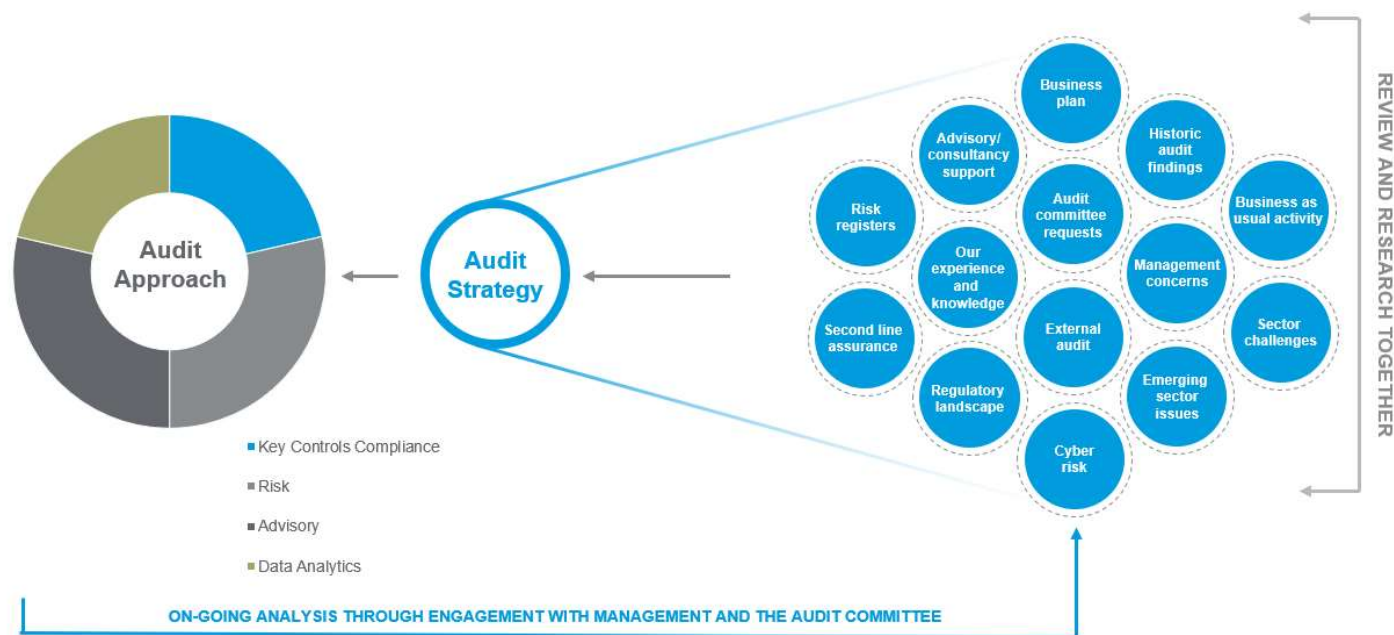 Audit
Approach
Key Controls Compliance
Risk
Advisory
Data Analytics
Audit
Strategy
Business
plan
Advisory/
consultancy
support
Historic
audit
findings
Risk
registers
Audit
committee
requests
Business as
usual activity
Our
experience
and
knowledge
Management
concerns
Second line
assurance
External
audit
Sector
challenges
Regulatory
landscape
Emerging
sector
issues
Cyber
risk
REVIEW AND RESEARCH TOGETHER
ON-GOING ANALYSIS THROUGH ENGAGEMENT WITH MANAGEMENT AND THE AUDIT COMMITTEE